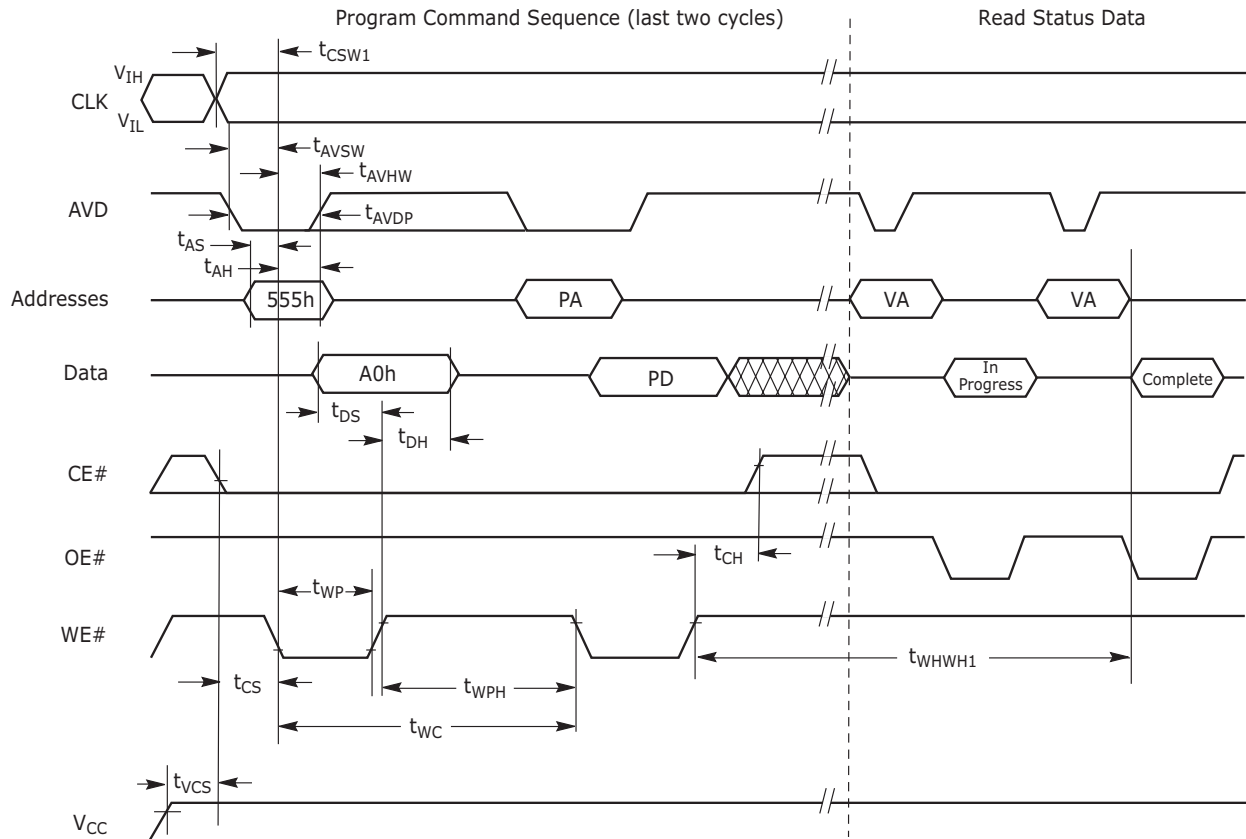 Program Command Sequence (last two cycles) Read Status Data
tCSW1
VIH
CLK
VIL
tAVSW
tAVHW
AVD
tAVDP
tAS
tAH
Addresses 555h PA VA VA
Data A0h PD In Progress Complete
tDS
tDH
CE#
OE#
tCH
tWP
WE#
tWHWH1
tCS
tWPH
tWC
tVCS
VCC